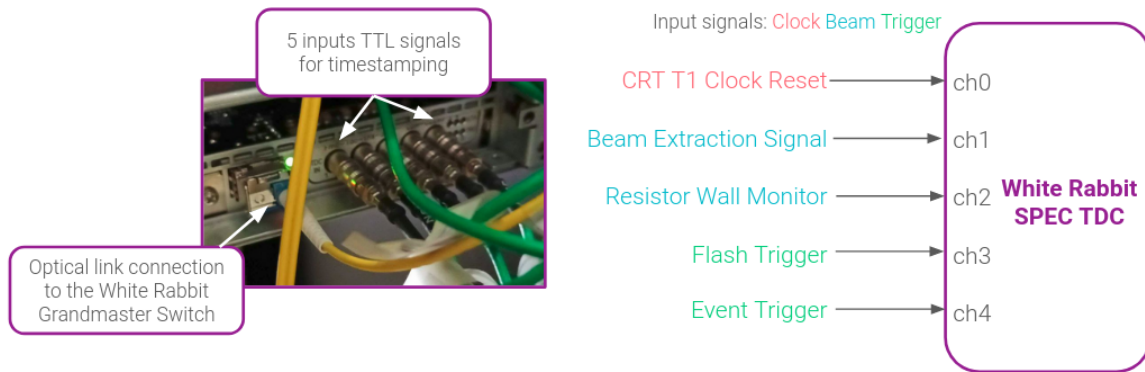 5 inputs TTL signals
for timestamping
Optical link connection
to the White Rabbit
Grandmaster Switch
Input signals: Clock Beam Trigger
CRT T1 Clock Reset
ch0
Beam Extraction Signal
ch1
Resistor Wall Monitor
ch2
Flash Trigger
ch3
Event Trigger
ch4
White Rabbit
SPEC TDC